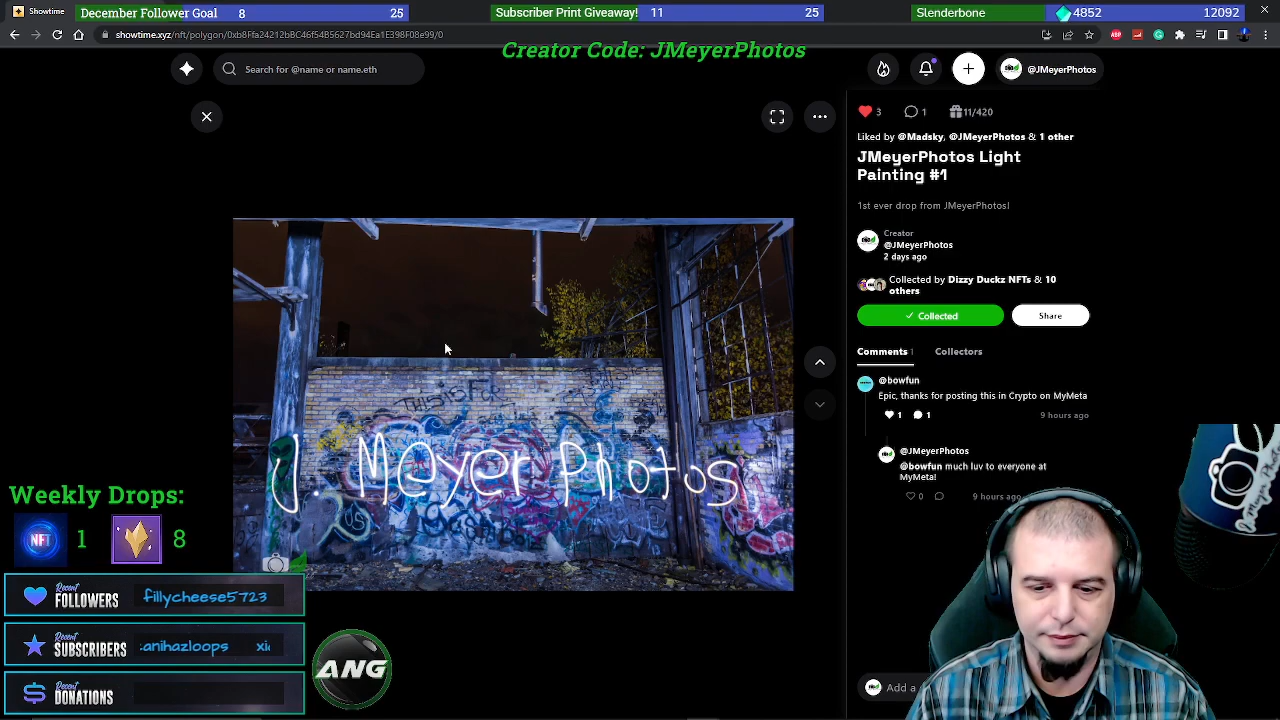 Showtime
December Follower Goal 8 25
Subscriber Print Giveaway! 11 25
Slenderbone 4852 12092
showtime.xyz/nft/polygon/0xb8Ffa24212bBC46f54B5627bd94Ea1E398F08e99/0
Creator Code: JMeyerPhotos
Search for @name or name.eth
@JMeyerPhotos
3 1 11/420
Liked by @Madsky, @JMeyerPhotos & 1 other
JMeyerPhotos Light
Painting #1
1st ever drop from JMeyerPhotos!
Creator
@JMeyerPhotos
2 days ago
Collected by Dizzy Duckz NFTs & 10
others
Collected Share
Comments 1 Collectors
@bowfun
Epic, thanks for posting this in Crypto on MyMeta
1 1 9 hours ago
@JMeyerPhotos
@bowfun much luv to everyone at
MyMeta!
0 9 hours ago
J. Meyer Photos
Weekly Drops:
NFT 1 8
Recent
FOLLOWERS fillycheese5723
Recent
SUBSCRIBERS :anihazloops
Recent
DONATIONS
ANG
Add a